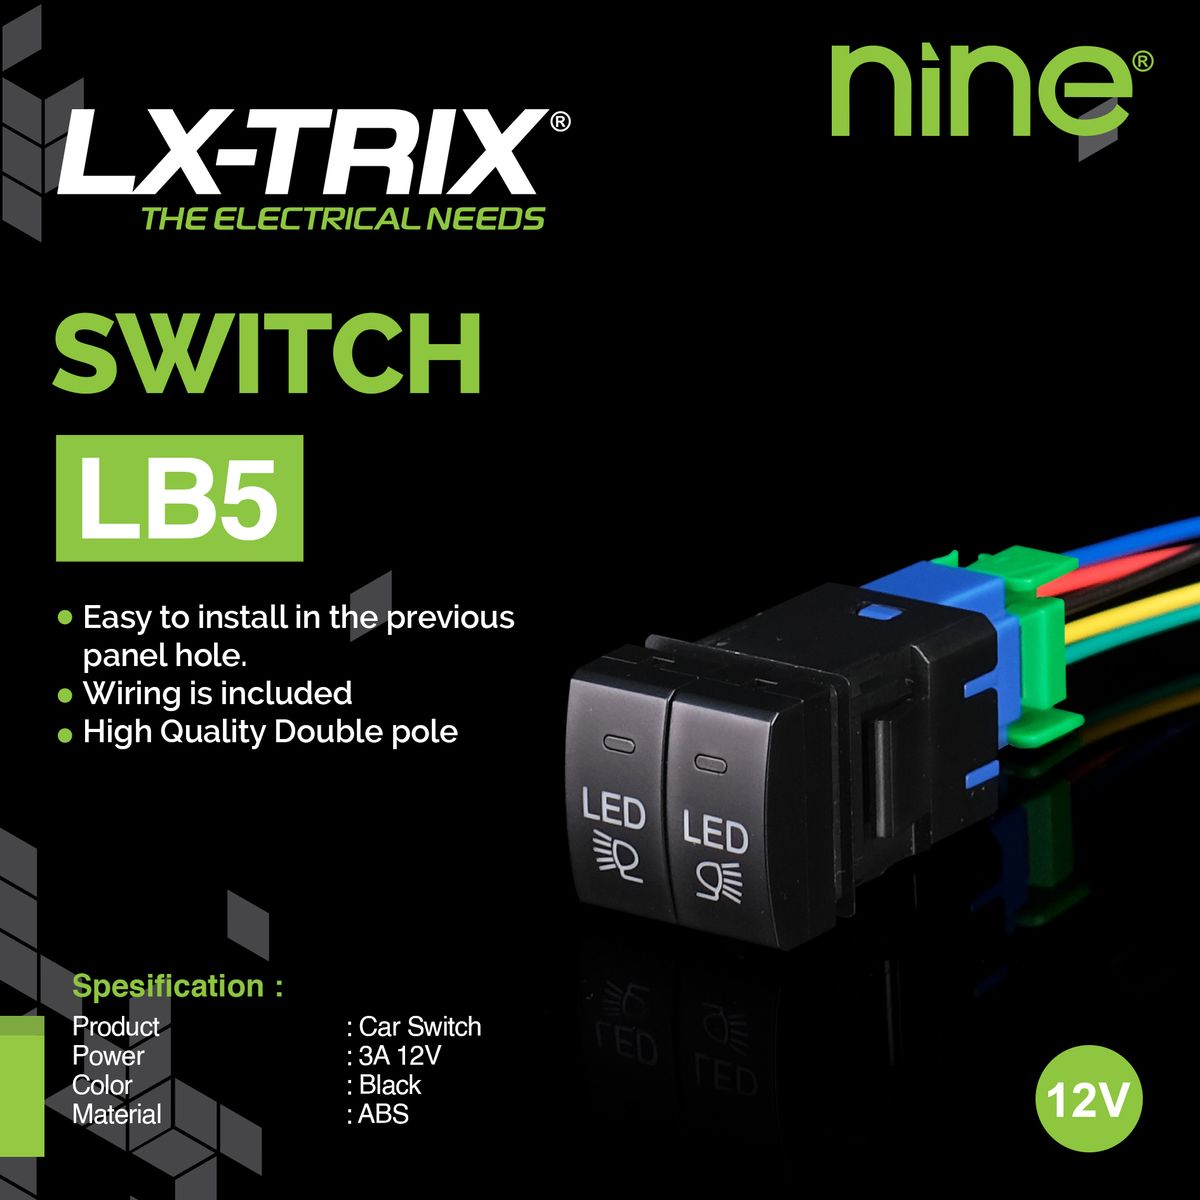 nine®
LX-TRIX®
THE ELECTRICAL NEEDS
SWITCH
LB5
• Easy to install in the previous
panel hole.
• Wiring is included
• High Quality Double pole
LED
LED
Spesification :
Product : Car Switch
Power : 3A 12V
Color : Black
Material : ABS
12V